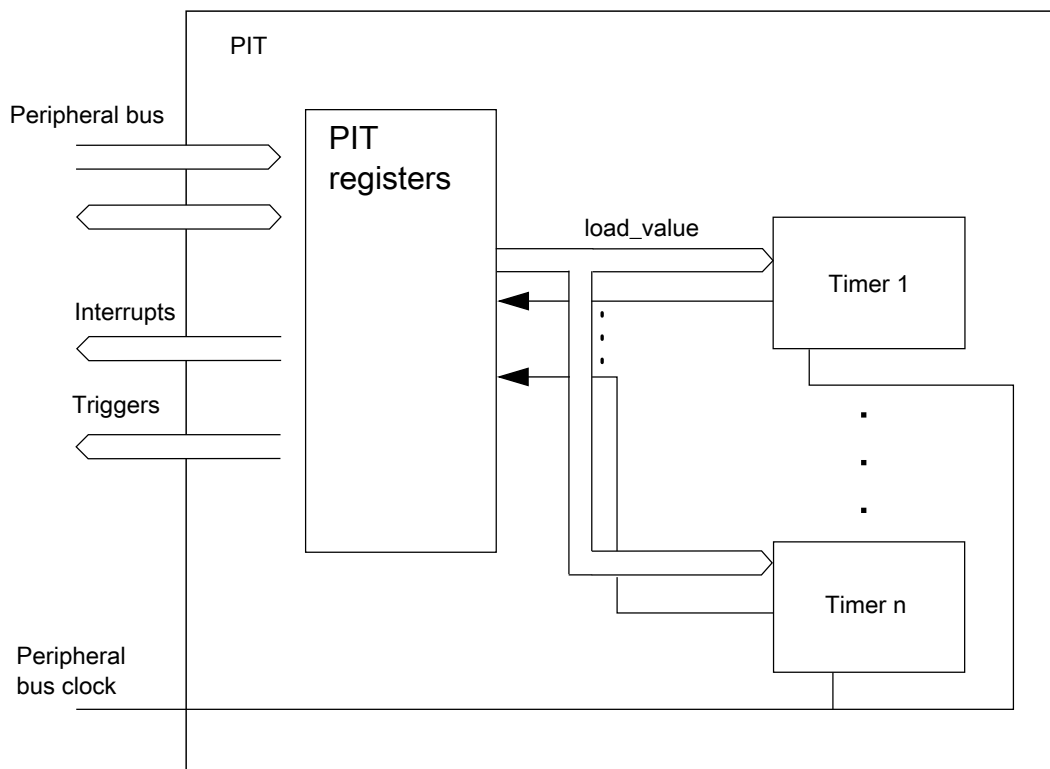 PIT
Peripheral bus
PIT
registers
load_value
Timer 1
Interrupts
Triggers
Timer n
Peripheral
bus clock